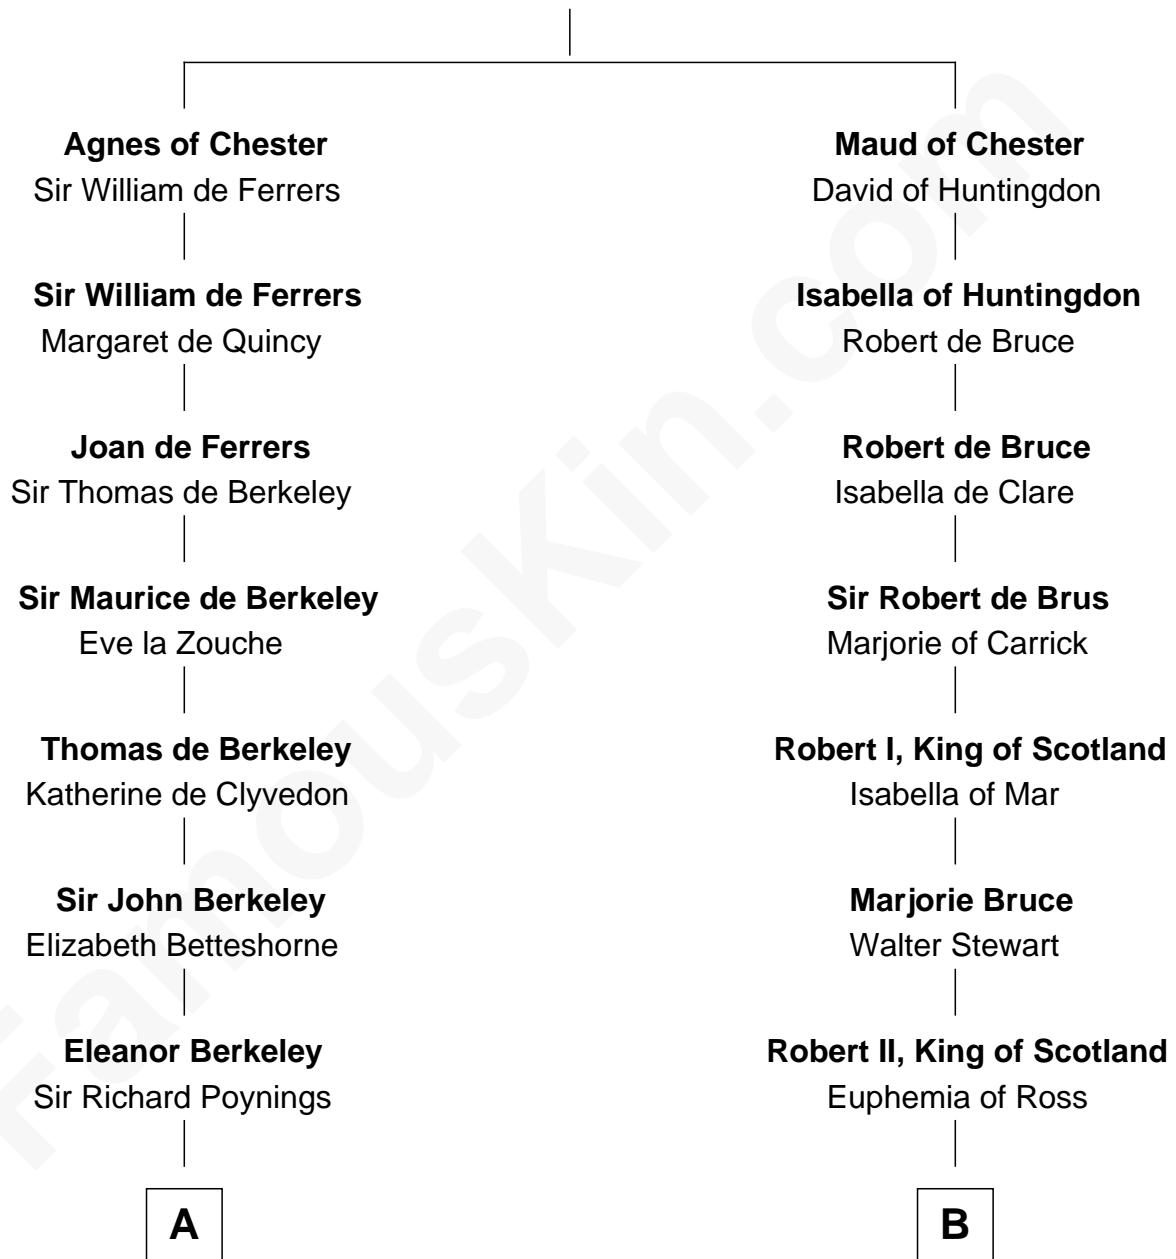 Agnes of Chester
Sir William de Ferrers
Sir William de Ferrers
Margaret de Quincy
Joan de Ferrers
Sir Thomas de Berkeley
Sir Maurice de Berkeley
Eve la Zouche
Thomas de Berkeley
Katherine de Clyvedon
Sir John Berkeley
Elizabeth Betteshorne
Eleanor Berkeley
Sir Richard Poynings
A
Maud of Chester
David of Huntingdon
Isabella of Huntingdon
Robert de Bruce
Robert de Bruce
Isabella de Clare
Sir Robert de Brus
Marjorie of Carrick
Robert I, King of Scotland
Isabella of Mar
Marjorie Bruce
Walter Stewart
Robert II, King of Scotland
Euphemia of Ross
B
FamousKin.com